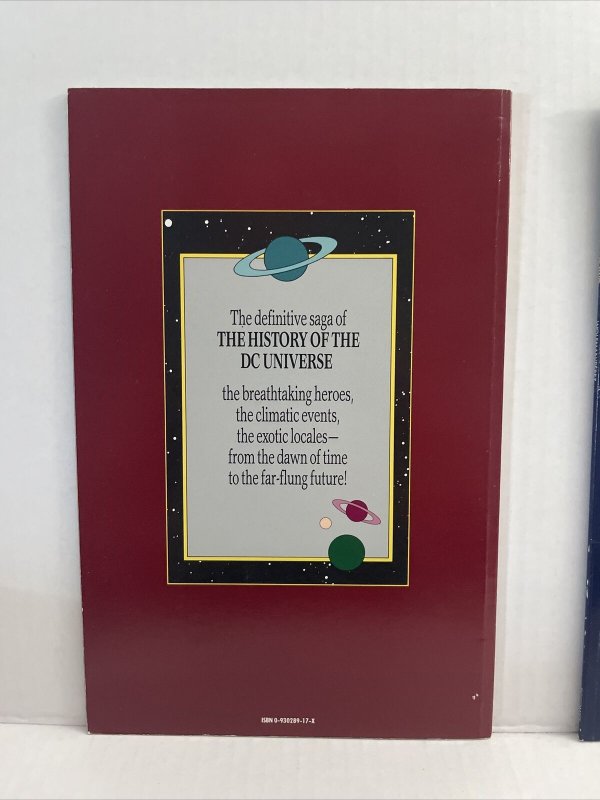 The definitive saga of
THE HISTORY OF THE
DC UNIVERSE
the breathtaking heroes,
the climatic events,
the exotic locales—
from the dawn of time
to the far-flung future!
ISBN 0-930289-17-X